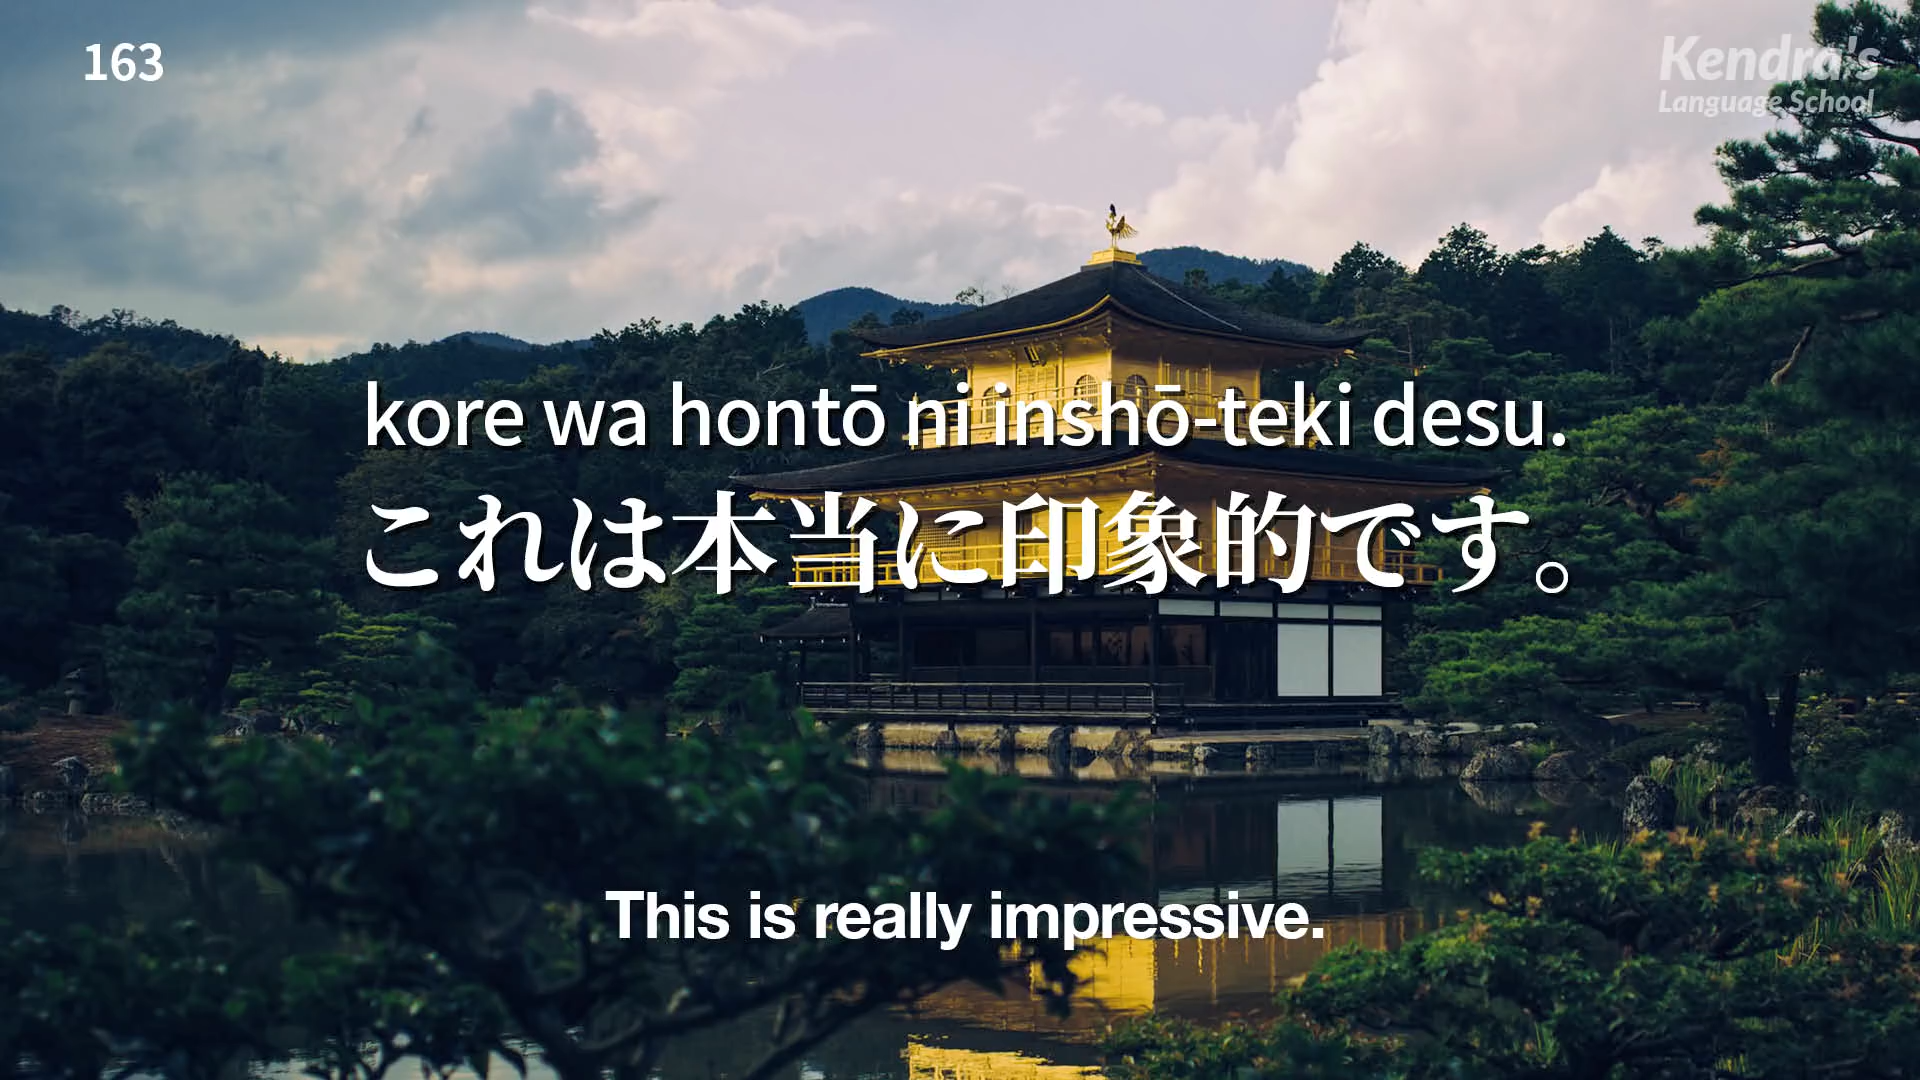 163
Kendra's
Language School
kore wa hontō ni inshō-teki desu.
これは本当に印象的です。
This is really impressive.